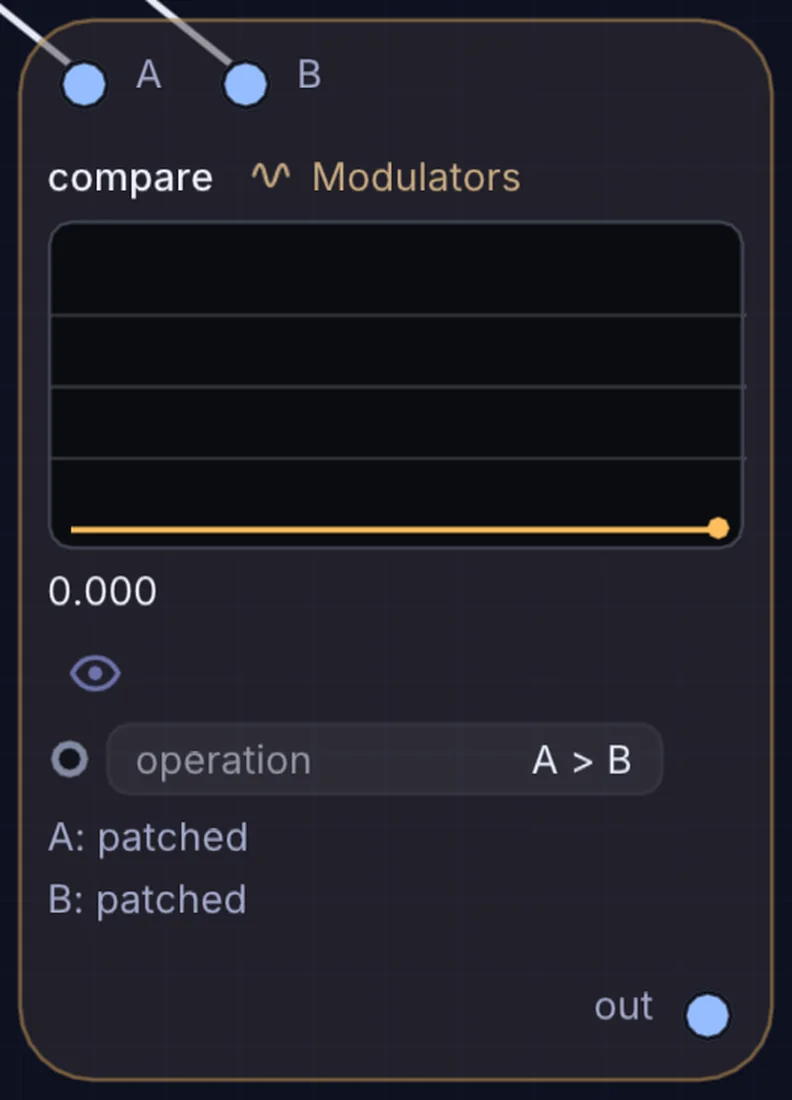 A B
compare Modulators
0.000
operation A > B
A: patched
B: patched
out